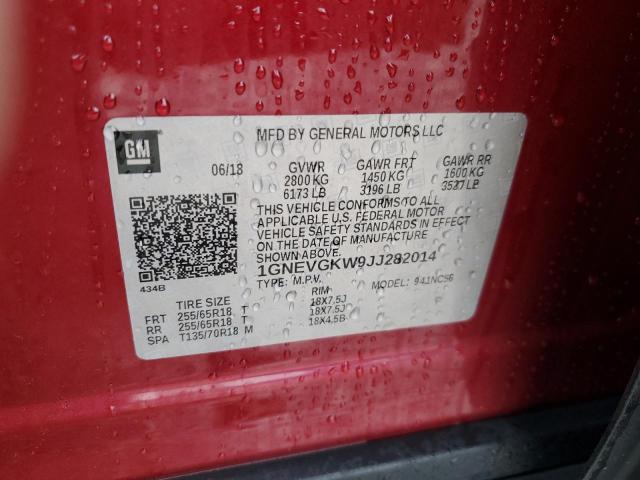 GM
MFD BY GENERAL MOTORS LLC
06/18 GVWR GAWR FRT GAWR RR
2800 KG 1450 KG 1600 KG
6173 LB 3196 LB 3527 LB
THIS VEHICLE CONFORMS TO ALL
APPLICABLE U.S. FEDERAL MOTOR
VEHICLE SAFETY STANDARDS IN EFFECT
ON THE DATE OF MANUFACTURE
SHOWN ABOVE.
1GNEVGKW9JJ282014
434B
TYPE: M.P.V. MODEL: 941NC56
TIRE SIZE RIM
FRT 255/65R18 T 18X7.5J
RR 255/65R18 T 18X7.5J
SPA T135/70R18 M 18X4.5B